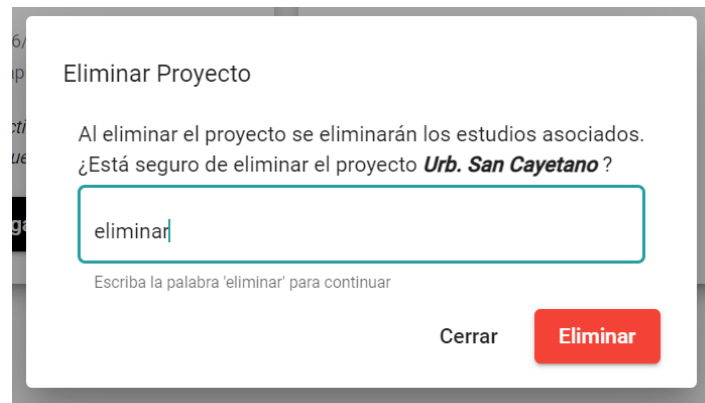 6/
Eliminar Proyecto
Al eliminar el proyecto se eliminarán los estudios asociados.
¿Está seguro de eliminar el proyecto Urb. San Cayetano ?
eliminar
Escriba la palabra 'eliminar' para continuar
Cerrar Eliminar